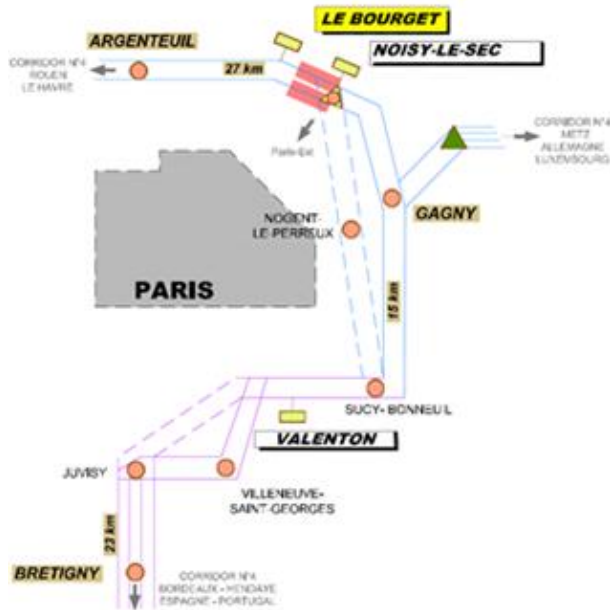 LE BOURGET
ARGENTEUIL
NOISY-LE-SEC
CORRIDOR N°4
ROUEN
LE HAVRE
27 km
Paris-Est
CORRIDOR N°4
METZ
ALLEMAGNE
LUXEMBOURG
GAGNY
NOGENT-
LE-PERREUX
PARIS
15 km
SUCY-BONNEUIL
VALENTON
JUVISY
VILLENEUVE-
SAINT-GEORGES
23 km
BRETIGNY
CORRIDOR N°4
BORDEAUX - HENDAYE
ESPAGNE - PORTUGAL